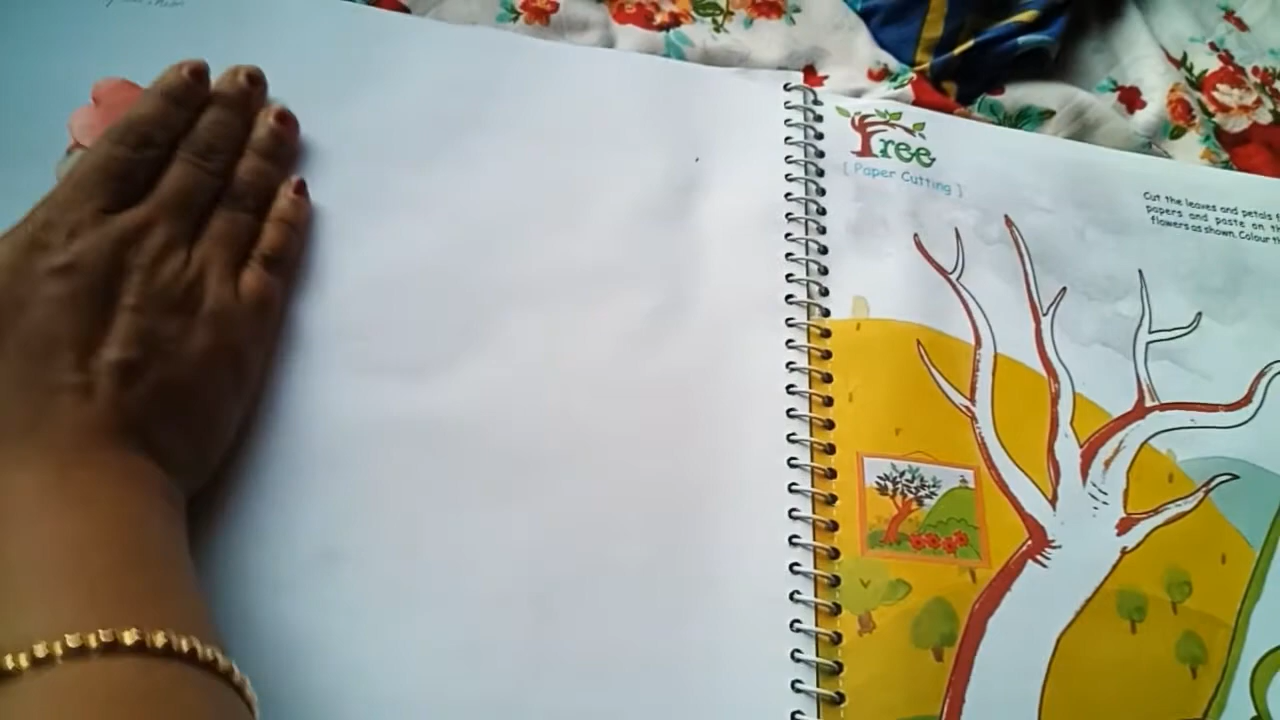 Tree
[ Paper Cutting ]
Cut the leaves and petals
papers and paste on th
flowers as shown. Colour th